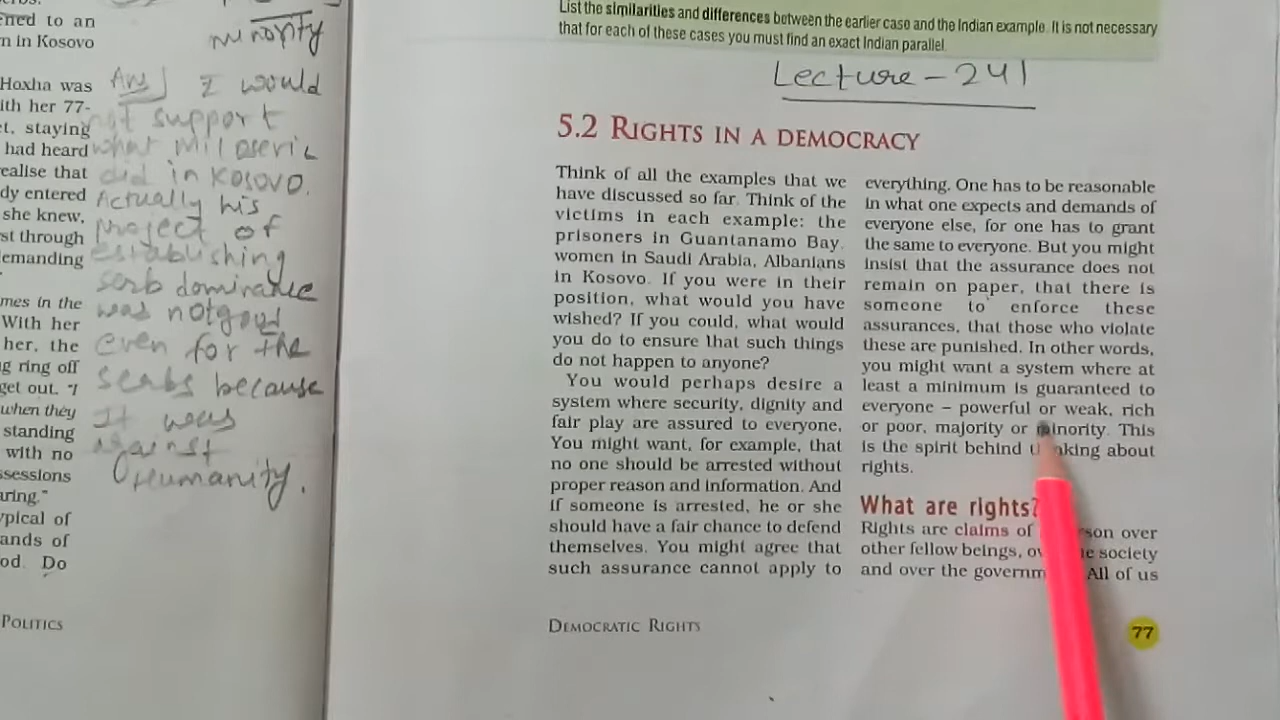 ned to an
n in Kosovo
Hoxha was
ith her 77-
t, staying
had heard
ealise that
dy entered
she knew,
st through
emanding
mes in the
With her
her, the
g ring off
get out. "I
when they
standing
with no
ssessions
aring."
ypical of
ands of
od. Do
POLITICS
minority
Ans] I would
not support
what Milosevic
did in Kosovo.
Actually his
project of
establishing
serb dominance
was not good
even for the
serbs because
It was
against
Humanity.
List the similarities and differences between the earlier case and the Indian example. It is not necessary
that for each of these cases you must find an exact Indian parallel.
Lecture - 241
5.2 RIGHTS IN A DEMOCRACY
Think of all the examples that we
have discussed so far. Think of the
victims in each example: the
prisoners in Guantanamo Bay,
women in Saudi Arabia, Albanians
in Kosovo. If you were in their
position, what would you have
wished? If you could, what would
you do to ensure that such things
do not happen to anyone?
You would perhaps desire a
system where security, dignity and
fair play are assured to everyone.
You might want, for example, that
no one should be arrested without
proper reason and information. And
if someone is arrested, he or she
should have a fair chance to defend
themselves. You might agree that
such assurance cannot apply to
everything. One has to be reasonable
in what one expects and demands of
everyone else, for one has to grant
the same to everyone. But you might
insist that the assurance does not
remain on paper, that there is
someone to enforce these
assurances, that those who violate
these are punished. In other words,
you might want a system where at
least a minimum is guaranteed to
everyone – powerful or weak, rich
or poor, majority or minority. This
is the spirit behind thinking about
rights.
What are rights?
Rights are claims of person over
other fellow beings, over the society
and over the government. All of us
DEMOCRATIC RIGHTS
77